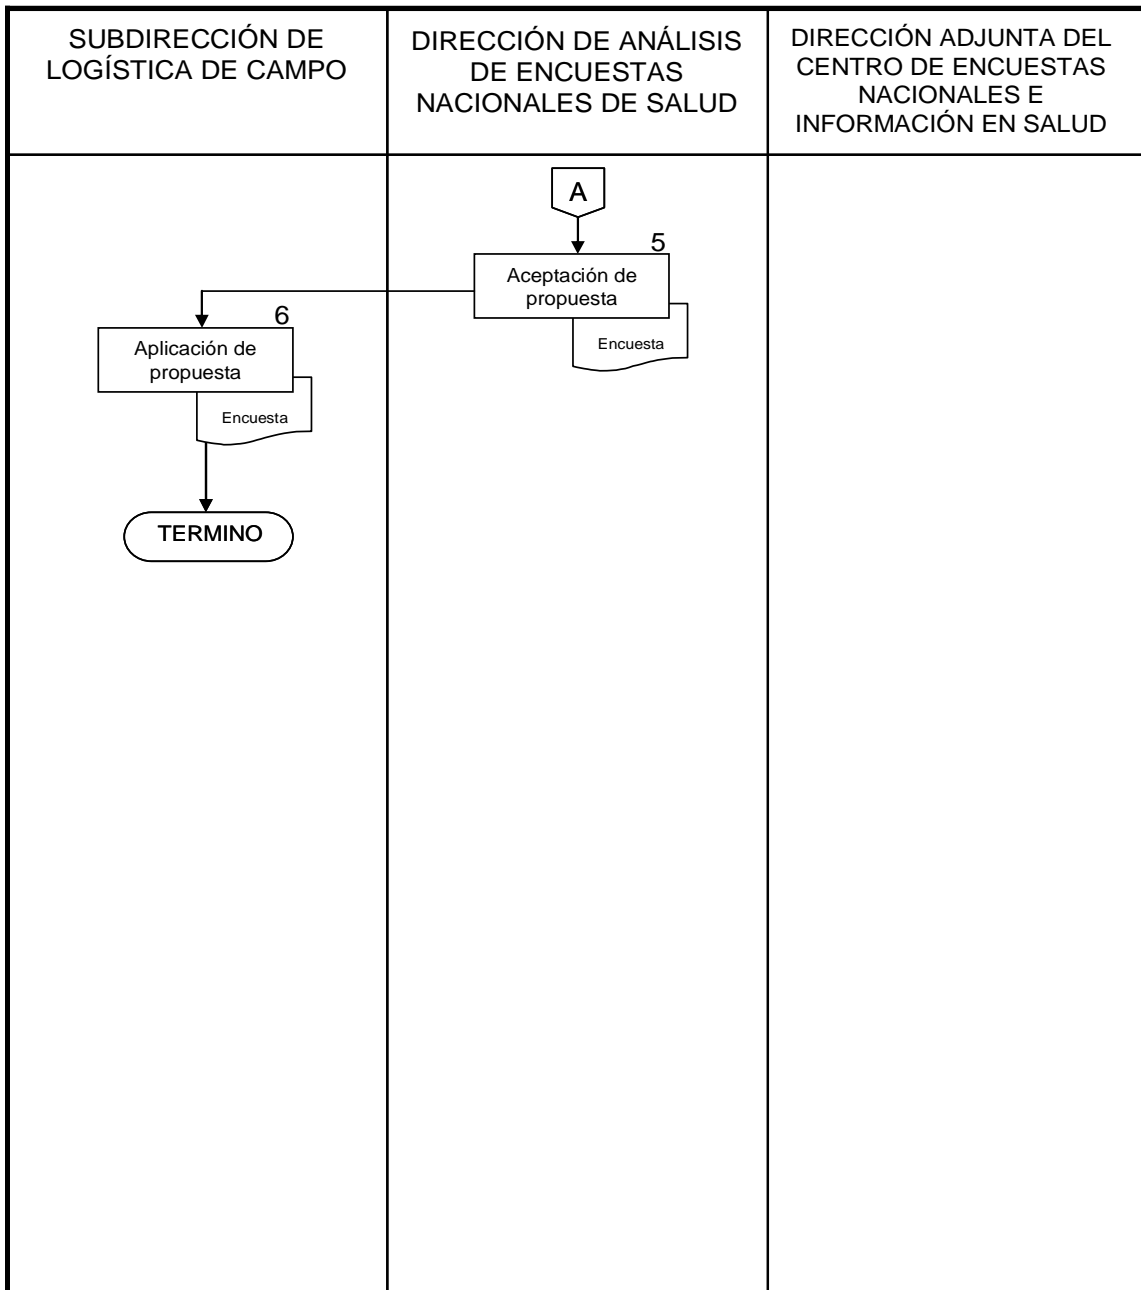 SUBDIRECCIÓN DE
LOGÍSTICA DE CAMPO
DIRECCIÓN DE ANÁLISIS
DE ENCUESTAS
NACIONALES DE SALUD
DIRECCIÓN ADJUNTA DEL
CENTRO DE ENCUESTAS
NACIONALES E
INFORMACIÓN EN SALUD
A
5
Aceptación de
propuesta
Encuesta
6
Aplicación de
propuesta
Encuesta
TERMINO